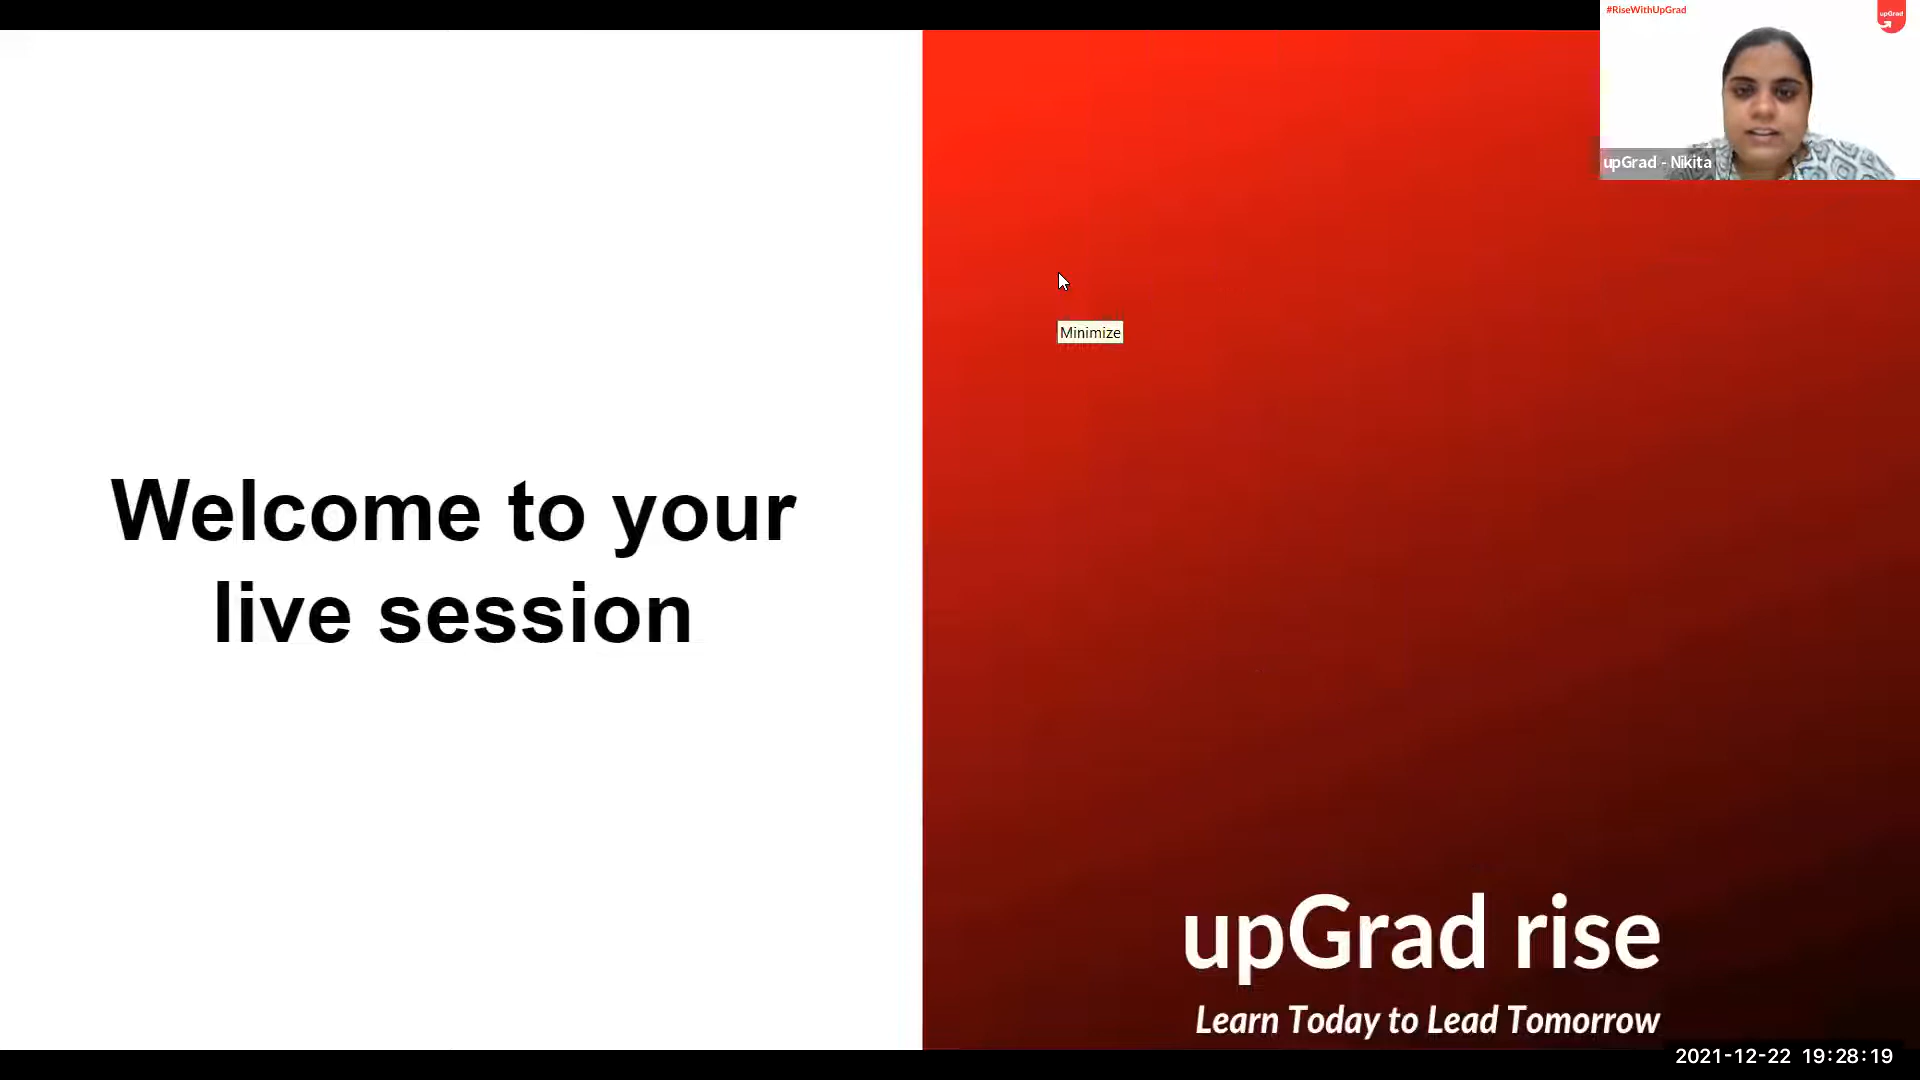 #RiseWithUpGrad
upGrad
upGrad - Nikita
Minimize
Welcome to your
live session
upGrad rise
Learn Today to Lead Tomorrow
2021-12-22 19:28:19